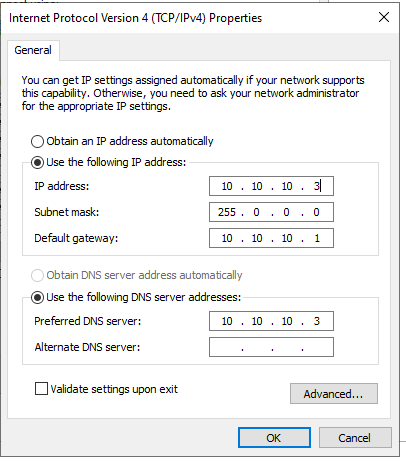 Internet Protocol Version 4 (TCP/IPv4) Properties
General
You can get IP settings assigned automatically if your network supports
this capability. Otherwise, you need to ask your network administrator
for the appropriate IP settings.
Obtain an IP address automatically
Use the following IP address:
IP address: 10 . 10 . 10 . 3
Subnet mask: 255 . 0 . 0 . 0
Default gateway: 10 . 10 . 10 . 1
Obtain DNS server address automatically
Use the following DNS server addresses:
Preferred DNS server: 10 . 10 . 10 . 3
Alternate DNS server: . . .
Validate settings upon exit
Advanced...
OK Cancel